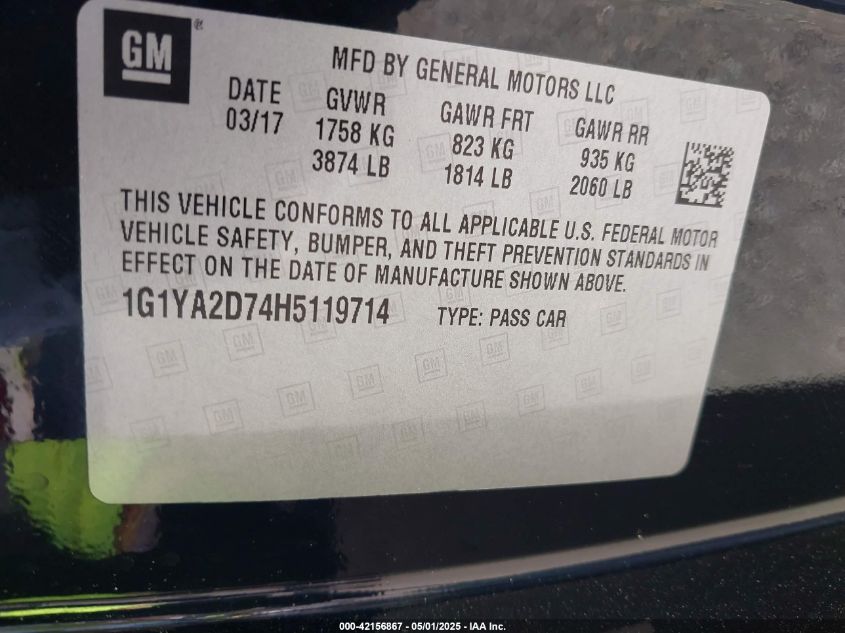 GM
MFD BY GENERAL MOTORS LLC
DATE GVWR GAWR FRT GAWR RR
03/17 1758 KG 823 KG 935 KG
3874 LB 1814 LB 2060 LB
THIS VEHICLE CONFORMS TO ALL APPLICABLE U.S. FEDERAL MOTOR
VEHICLE SAFETY, BUMPER, AND THEFT PREVENTION STANDARDS IN
EFFECT ON THE DATE OF MANUFACTURE SHOWN ABOVE.
1G1YA2D74H5119714 TYPE: PASS CAR
000-42156867 - 05/01/2025 - IAA Inc.